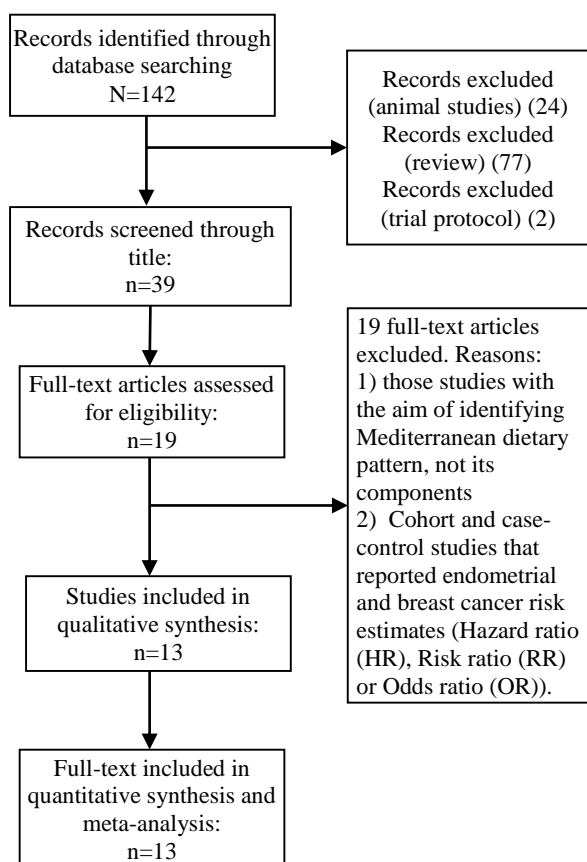 Records identified through
database searching
N=142
Records excluded
(animal studies) (24)
Records excluded
(review) (77)
Records excluded
(trial protocol) (2)
Records screened through
title:
n=39
Full-text articles assessed
for eligibility:
n=19
19 full-text articles
excluded. Reasons:
1) those studies with
the aim of identifying
Mediterranean dietary
pattern, not its
components
2) Cohort and case-
control studies that
reported endometrial
and breast cancer risk
estimates (Hazard ratio
(HR), Risk ratio (RR)
or Odds ratio (OR)).
Studies included in
qualitative synthesis:
n=13
Full-text included in
quantitative synthesis and
meta-analysis:
n=13